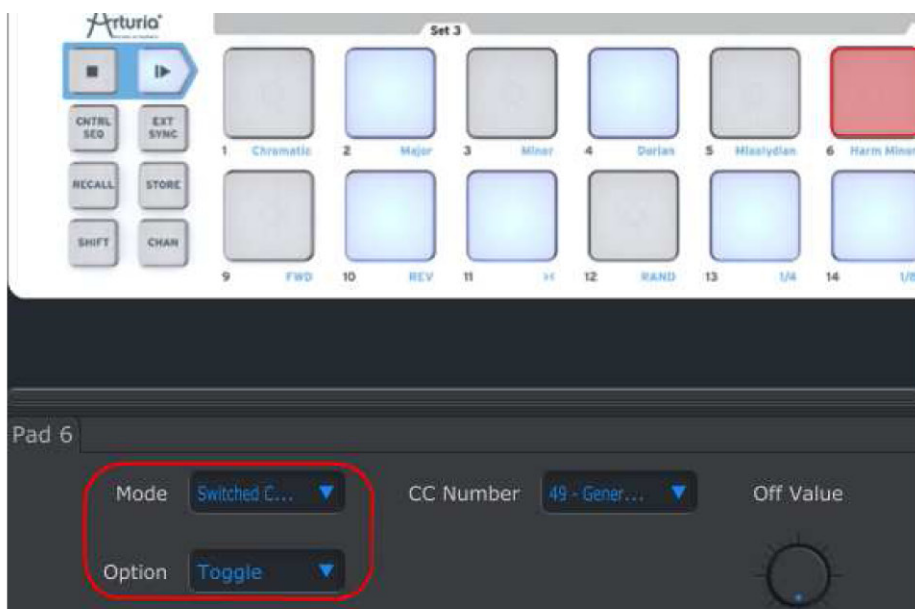 Arturia
Set 3
CNTRL SEQ
EXT SYNC
1 Chromatic 2 Major 3 Minor 4 Dorian 5 Mixolydian 6 Harm Minor
RECALL
STORE
SHIFT
CHAN
9 FWD 10 REV 11 >< 12 RAND 13 1/4 14 1/8
Pad 6
Mode Switched C... CC Number 49 - Gener... Off Value
Option Toggle